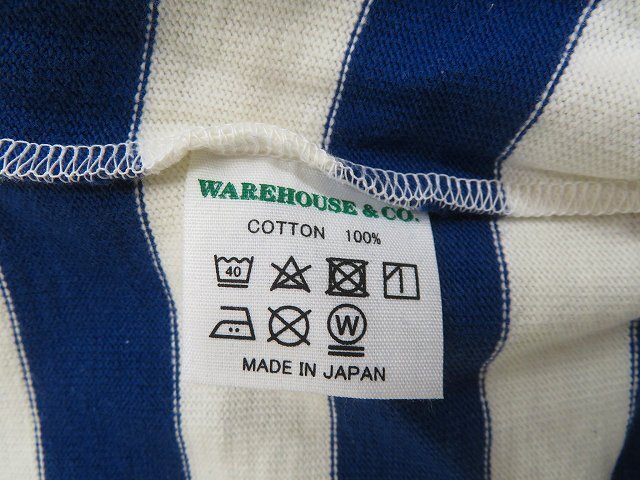 WAREHOUSE & CO.
COTTON 100%
40
W
MADE IN JAPAN